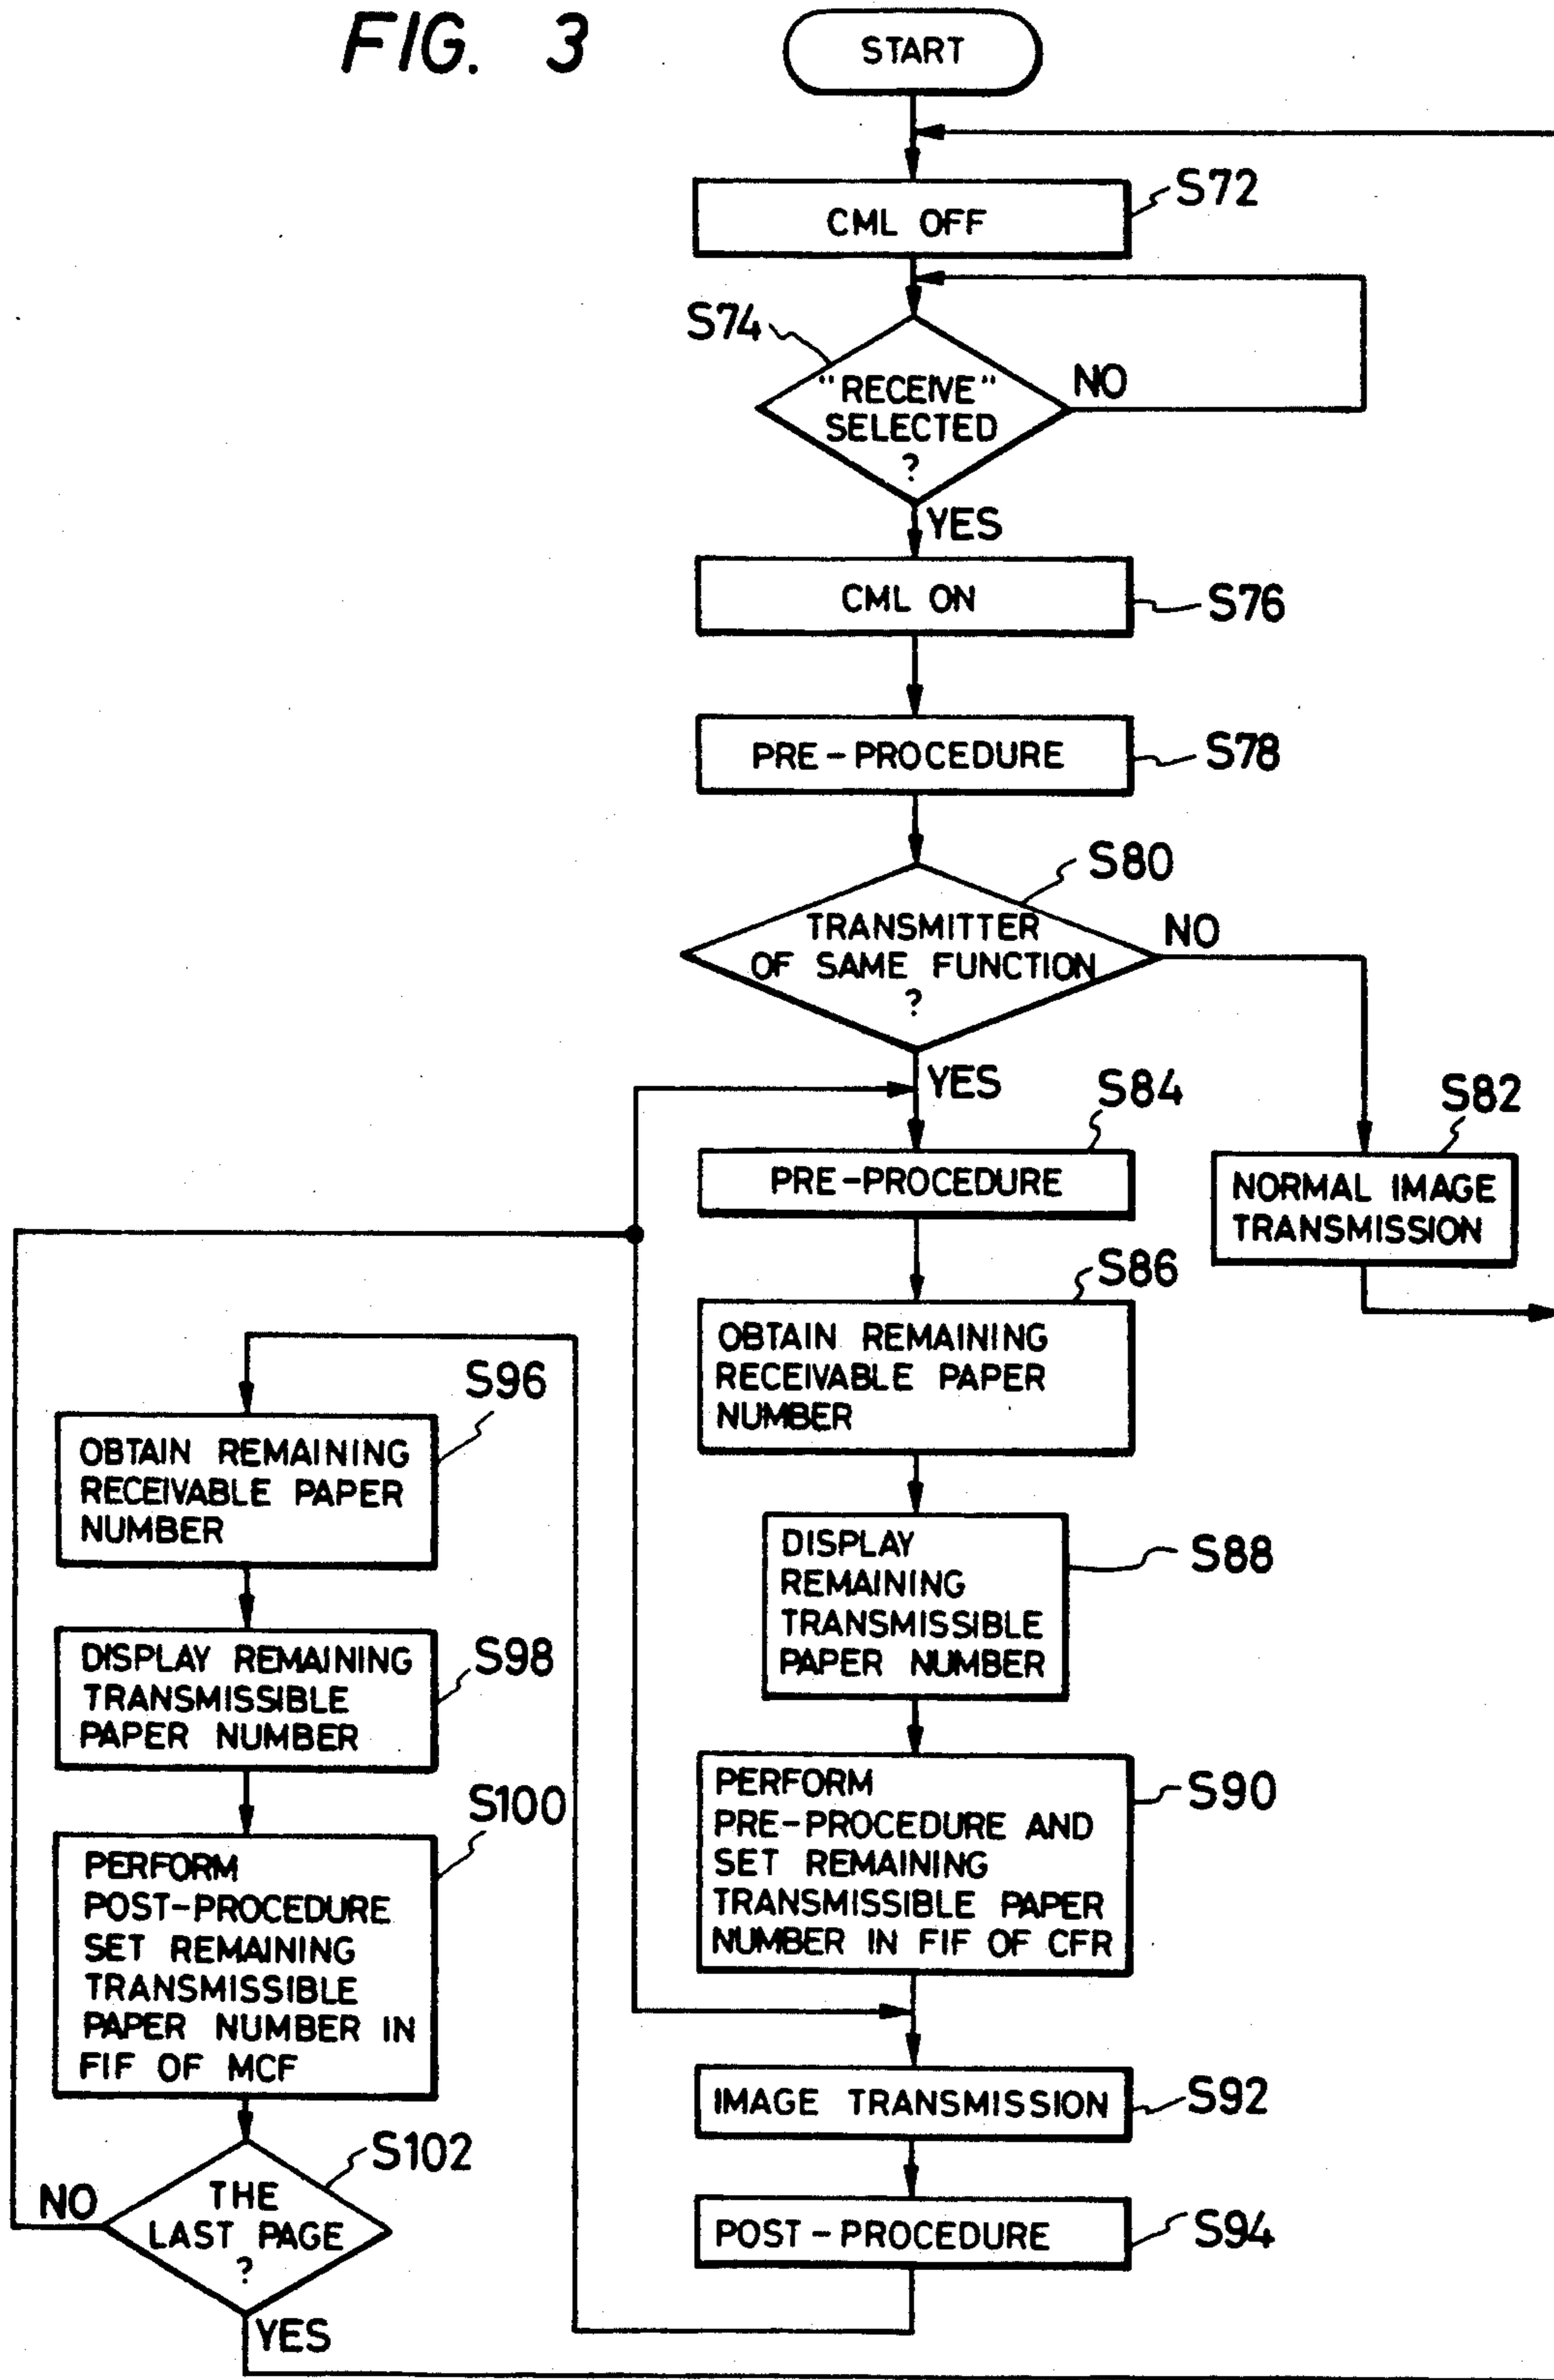 FIG. 3
START
CML OFF
S72
S74
"RECEIVE"
SELECTED
?
NO
YES
CML ON
S76
PRE-PROCEDURE
S78
S80
TRANSMITTER
OF SAME FUNCTION
?
NO
YES
S84
PRE-PROCEDURE
S82
NORMAL IMAGE
TRANSMISSION
S86
OBTAIN REMAINING
RECEIVABLE PAPER
NUMBER
S88
DISPLAY
REMAINING
TRANSMISSIBLE
PAPER NUMBER
S90
PERFORM
PRE-PROCEDURE AND
SET REMAINING
TRANSMISSIBLE PAPER
NUMBER IN FIF OF CFR
IMAGE TRANSMISSION
S92
POST-PROCEDURE
S94
S96
OBTAIN REMAINING
RECEIVABLE PAPER
NUMBER
DISPLAY REMAINING
TRANSMISSIBLE
PAPER NUMBER
S98
S100
PERFORM
POST-PROCEDURE
SET REMAINING
TRANSMISSIBLE
PAPER NUMBER IN
FIF OF MCF
S102
THE
LAST PAGE
?
NO
YES